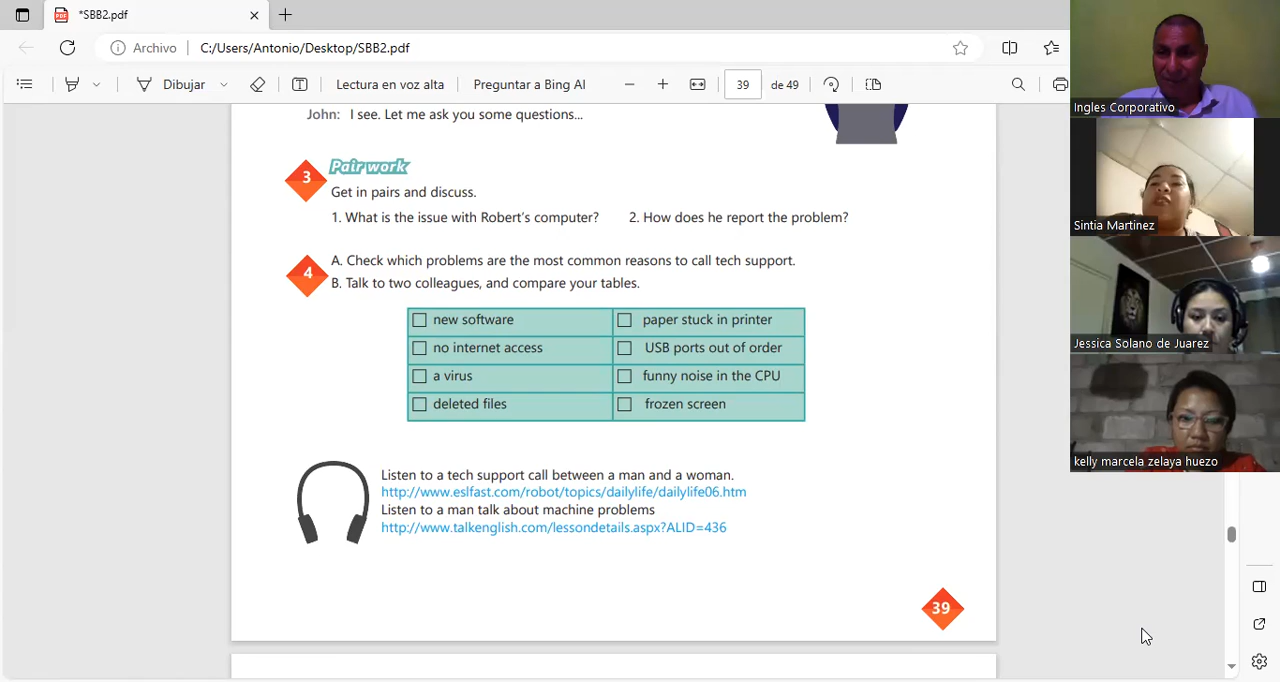 *SBB2.pdf
Archivo
C:/Users/Antonio/Desktop/SBB2.pdf
Dibujar
Lectura en voz alta
Preguntar a Bing AI
39
de 49
John: I see. Let me ask you some questions...
3
Pair work
Get in pairs and discuss.
1. What is the issue with Robert's computer?
2. How does he report the problem?
4
A. Check which problems are the most common reasons to call tech support.
B. Talk to two colleagues, and compare your tables.
new software
paper stuck in printer
no internet access
USB ports out of order
a virus
funny noise in the CPU
deleted files
frozen screen
Listen to a tech support call between a man and a woman.
http://www.eslfast.com/robot/topics/dailylife/dailylife06.htm
Listen to a man talk about machine problems
http://www.talkenglish.com/lessondetails.aspx?ALID=436
39
Ingles Corporativo
Sintia Martinez
Jessica Solano de Juarez
kelly marcela zelaya huezo